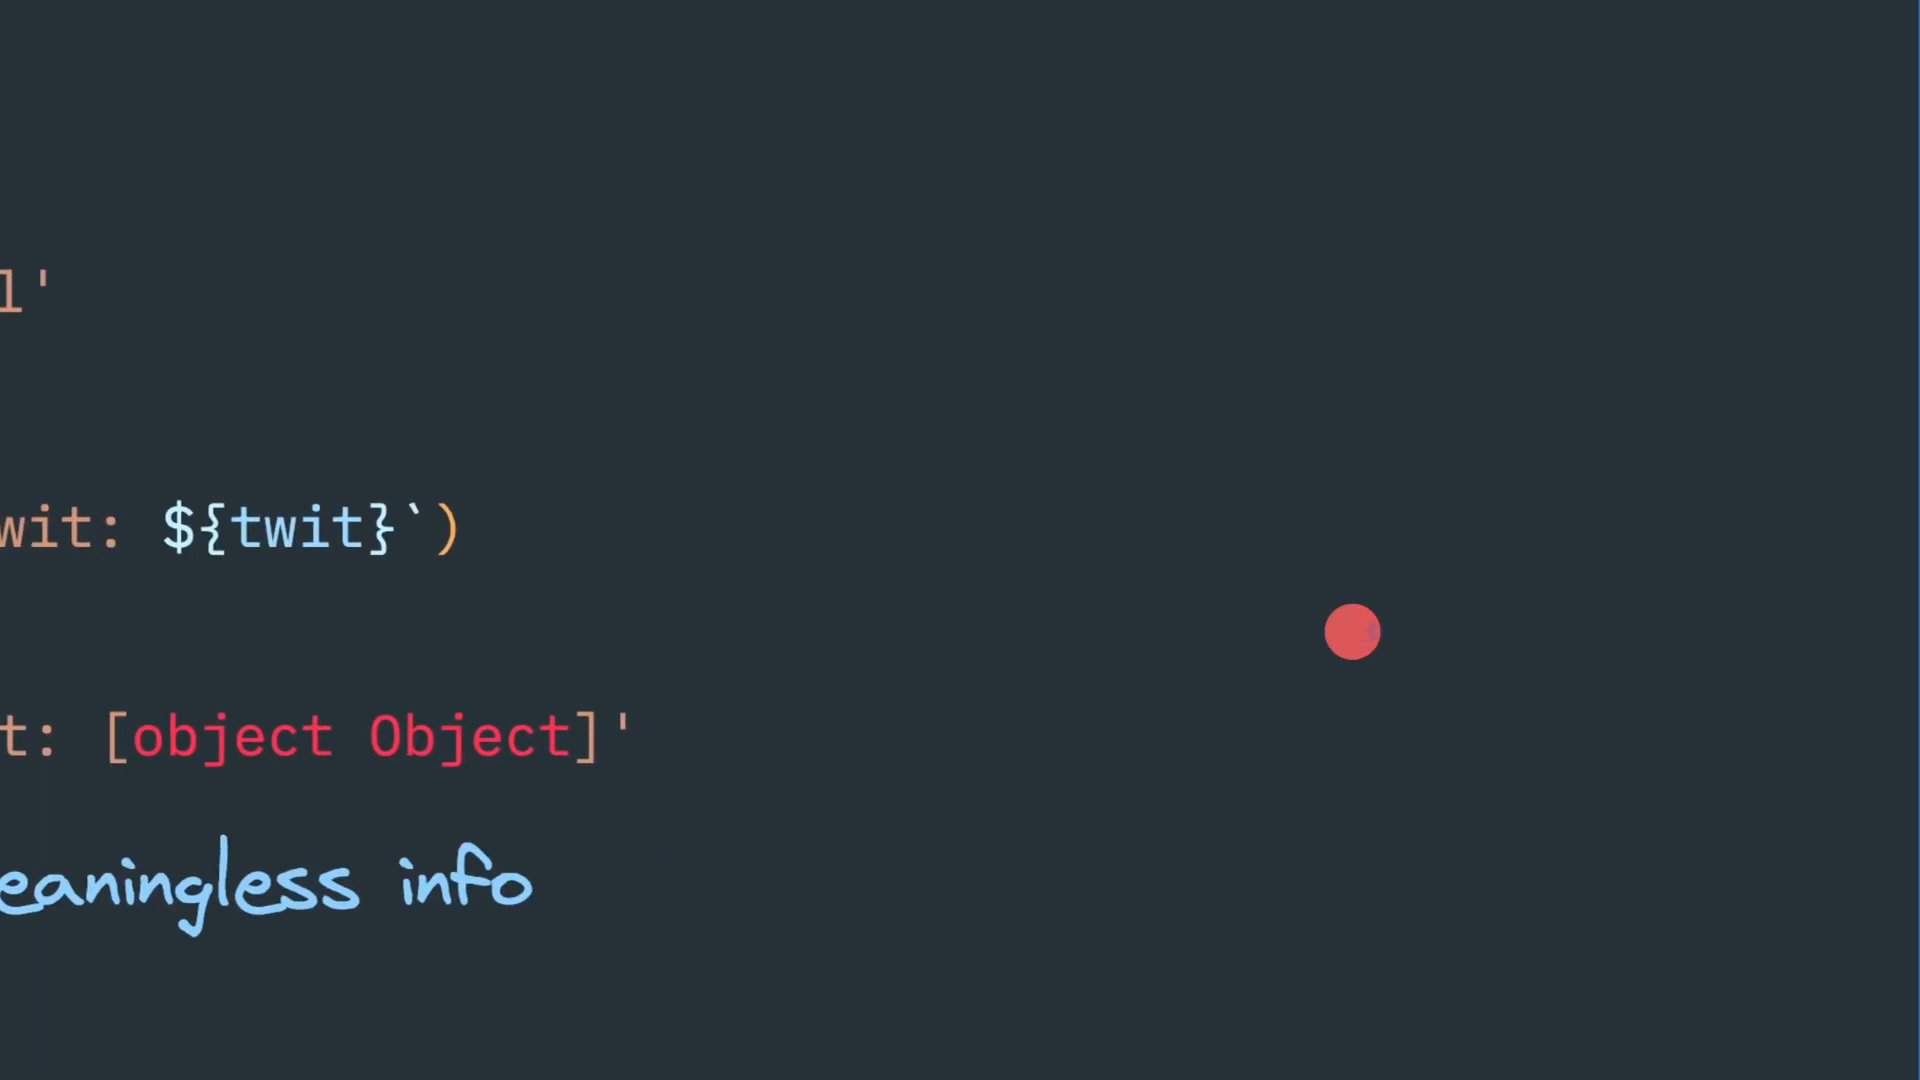 l'
wit: ${twit}`)
t: [object Object]'
eaningless info